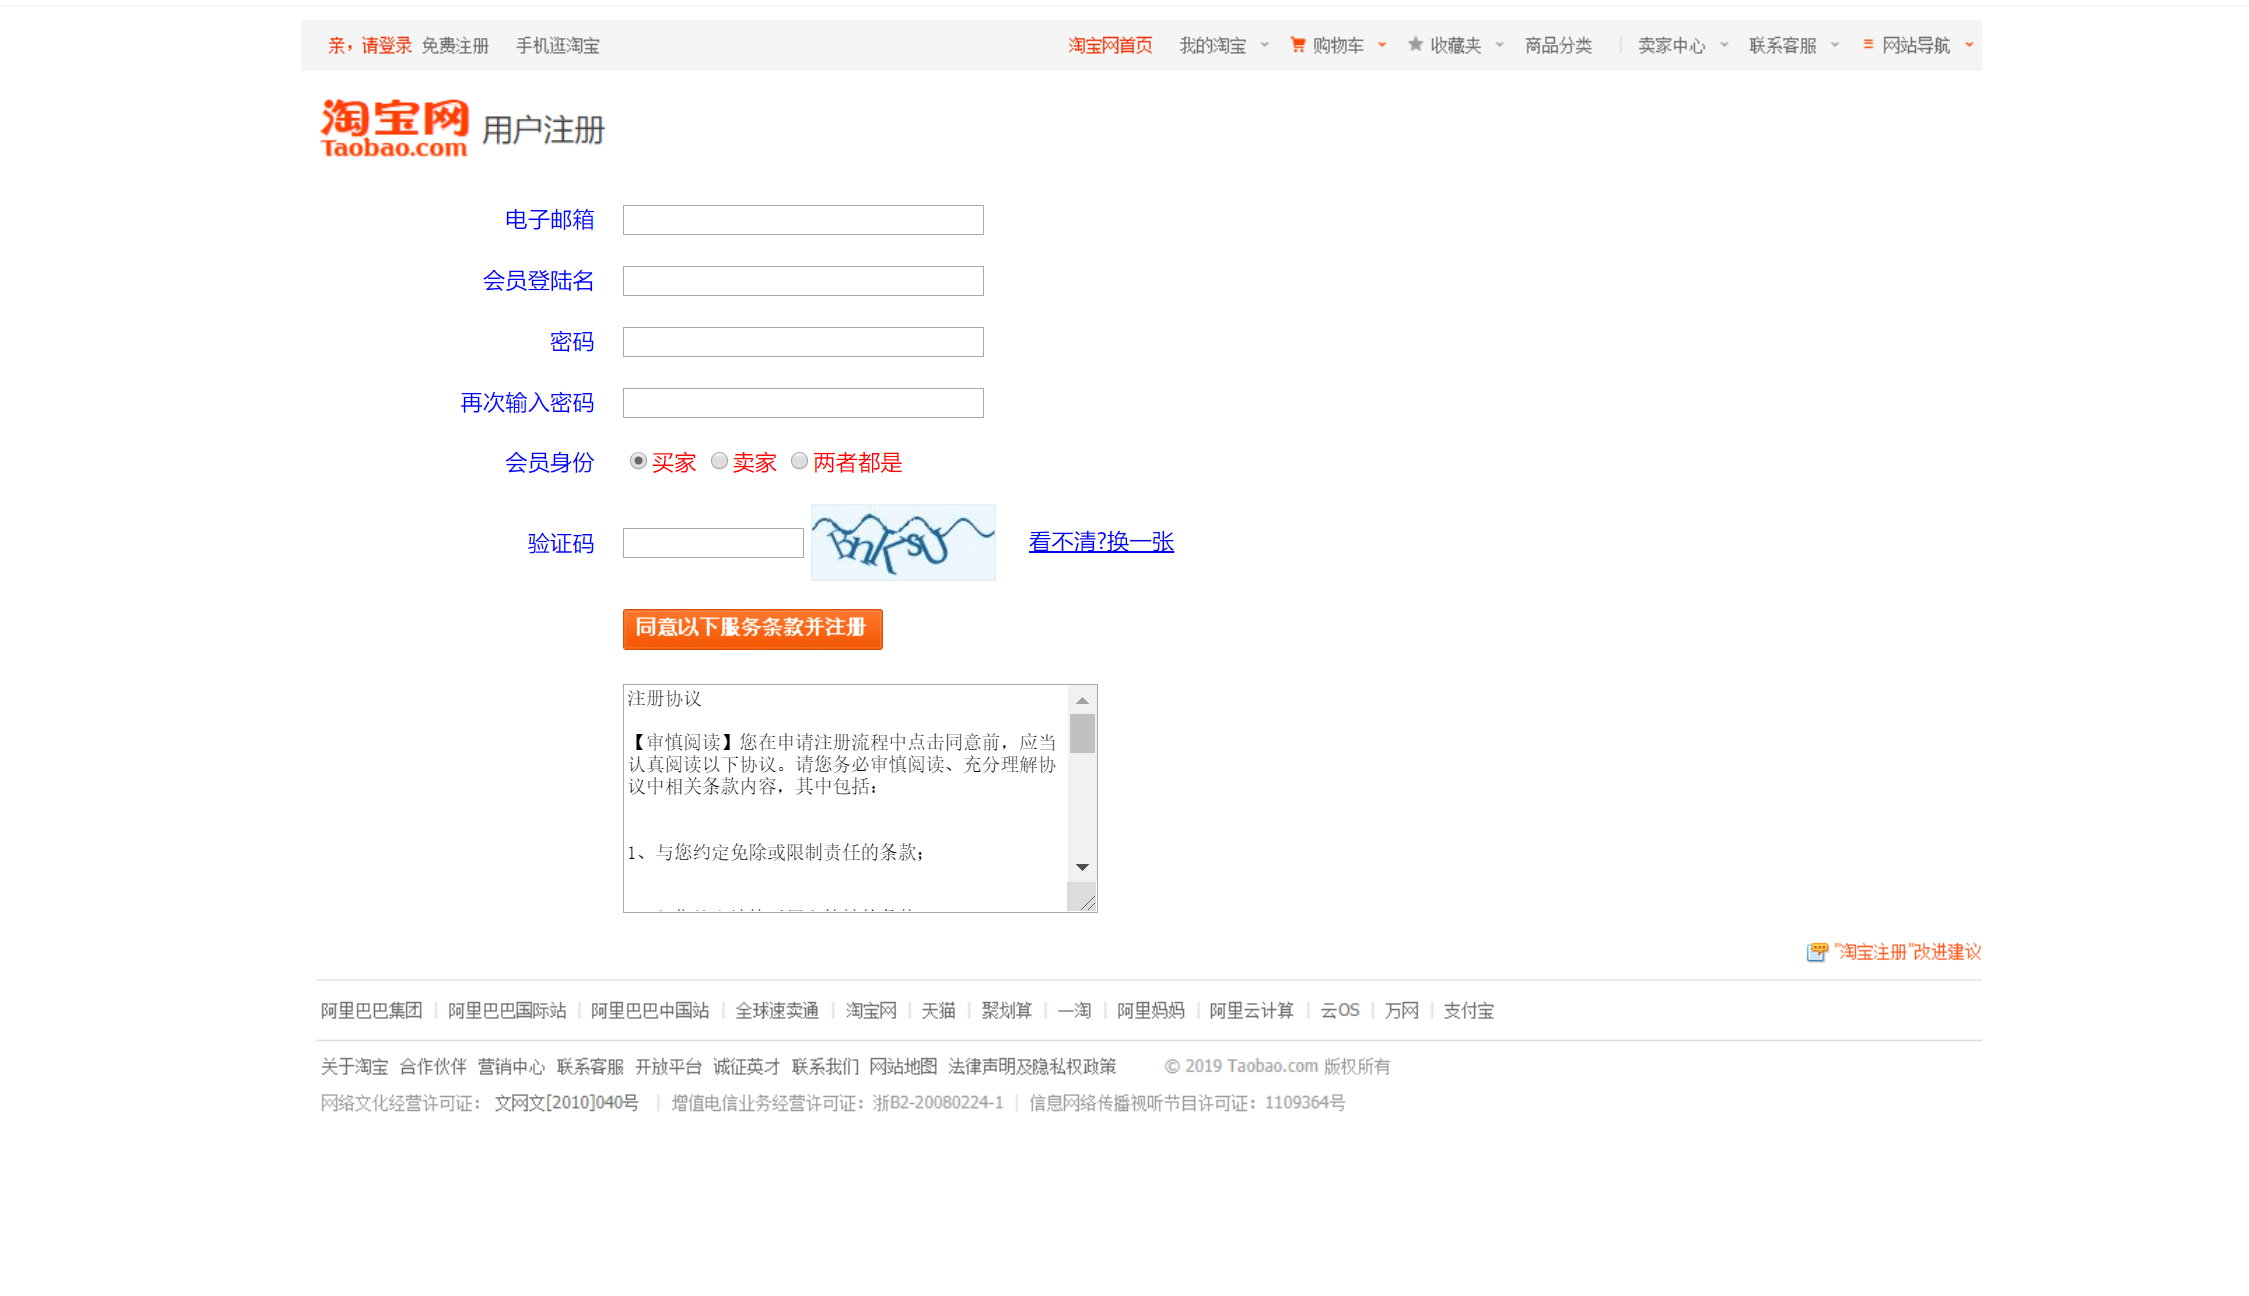 亲，请登录 免费注册 手机逛淘宝 淘宝网首页 我的淘宝 购物车 收藏夹 商品分类 卖家中心 联系客服 网站导航
淘宝网
Taobao.com 用户注册
电子邮箱
会员登陆名
密码
再次输入密码
会员身份 买家 卖家 两者都是
验证码 看不清?换一张
同意以下服务条款并注册
注册协议
【审慎阅读】您在申请注册流程中点击同意前，应当
认真阅读以下协议。请您务必审慎阅读、充分理解协
议中相关条款内容，其中包括：
1、与您约定免除或限制责任的条款；
"淘宝注册"改进建议
阿里巴巴集团 | 阿里巴巴国际站 | 阿里巴巴中国站 | 全球速卖通 | 淘宝网 | 天猫 | 聚划算 | 一淘 | 阿里妈妈 | 阿里云计算 | 云OS | 万网 | 支付宝
关于淘宝 合作伙伴 营销中心 联系客服 开放平台 诚征英才 联系我们 网站地图 法律声明及隐私权政策 © 2019 Taobao.com 版权所有
网络文化经营许可证： 文网文[2010]040号 | 增值电信业务经营许可证：浙B2-20080224-1 | 信息网络传播视听节目许可证：1109364号